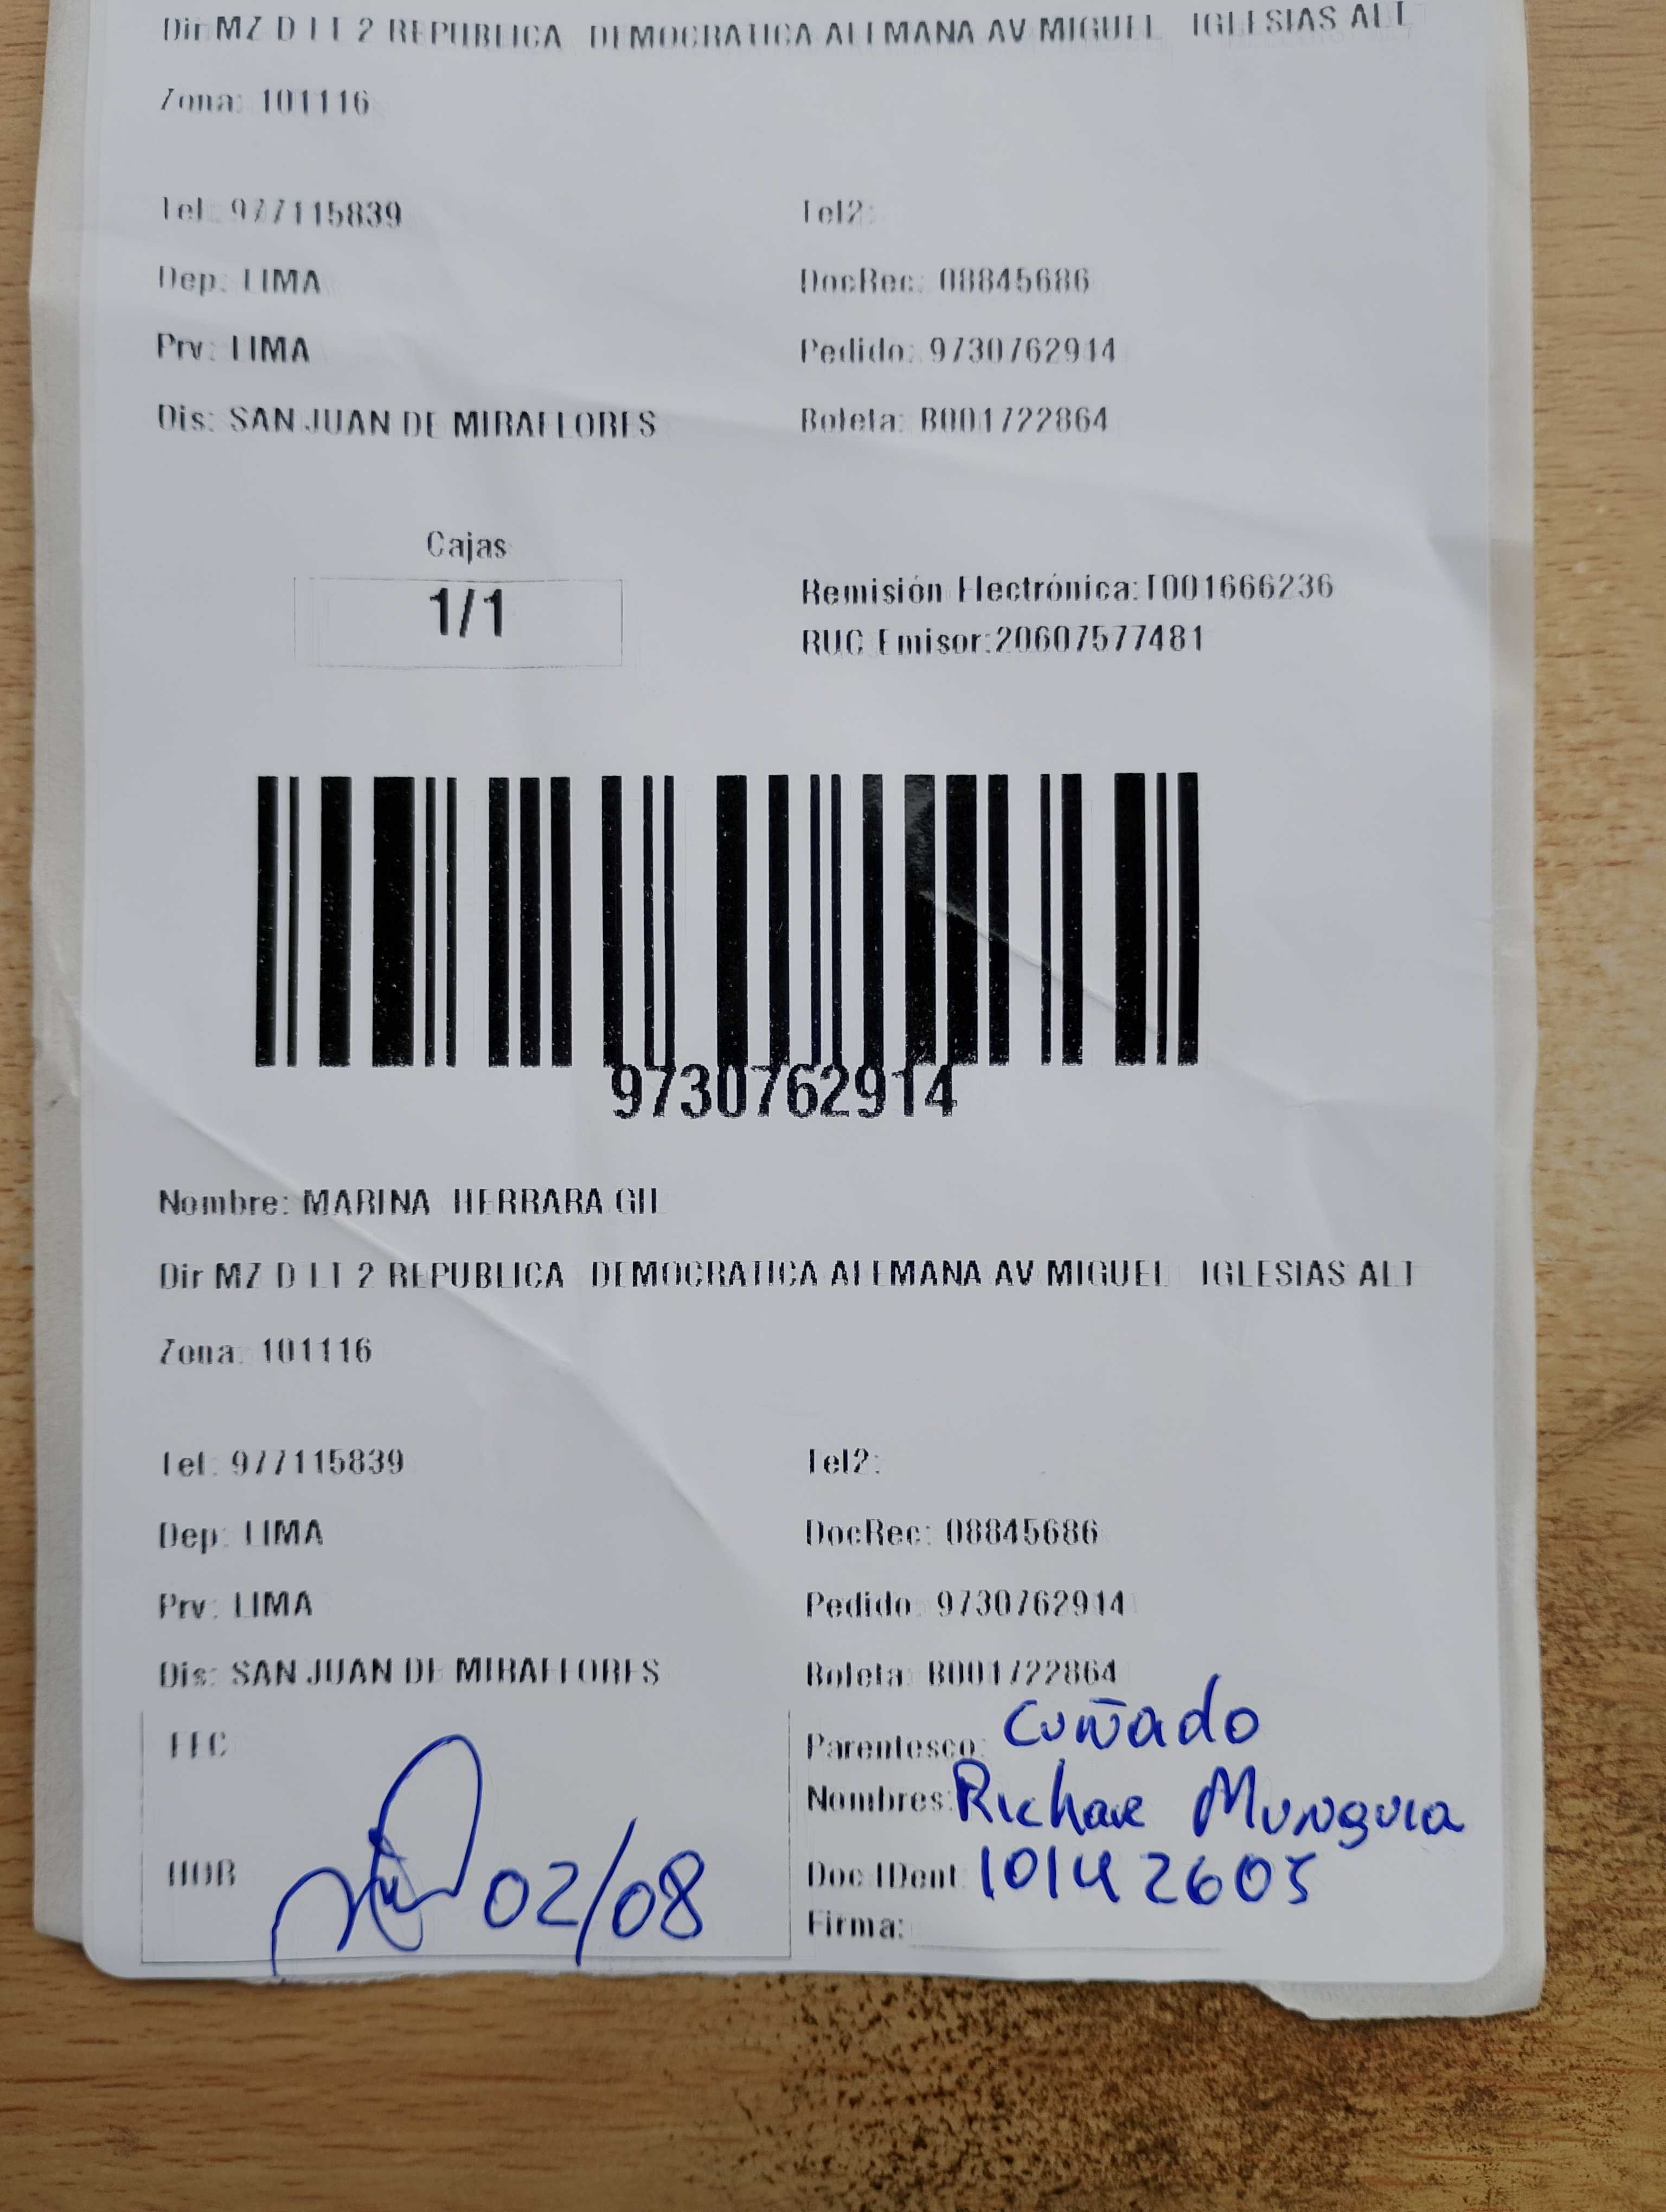 Dir MZ D LT 2 REPUBLICA DEMOCRATICA ALEMANA AV MIGUEL IGLESIAS ALT
Zona: 101116
Tel: 977115839 Tel2:
Dep: LIMA DocRec: 08845686
Prv: LIMA Pedido: 9730762914
Dis: SAN JUAN DE MIRAFLORES Boleta: B001722864
Cajas
1/1
Remisión Electrónica:T001666236
RUC Emisor:20607577481
9730762914
Nombre: MARINA HERRARA GIL
Dir MZ D LT 2 REPUBLICA DEMOCRATICA ALEMANA AV MIGUEL IGLESIAS ALT
Zona: 101116
Tel: 977115839 Tel2:
Dep: LIMA DocRec: 08845686
Prv: LIMA Pedido: 9730762914
Dis: SAN JUAN DE MIRAFLORES Boleta: B001722864
FEC Parentesco: Cuñado
Nombres: Munguia
HOR 02/08 Doc IDent 10142605
Firma: